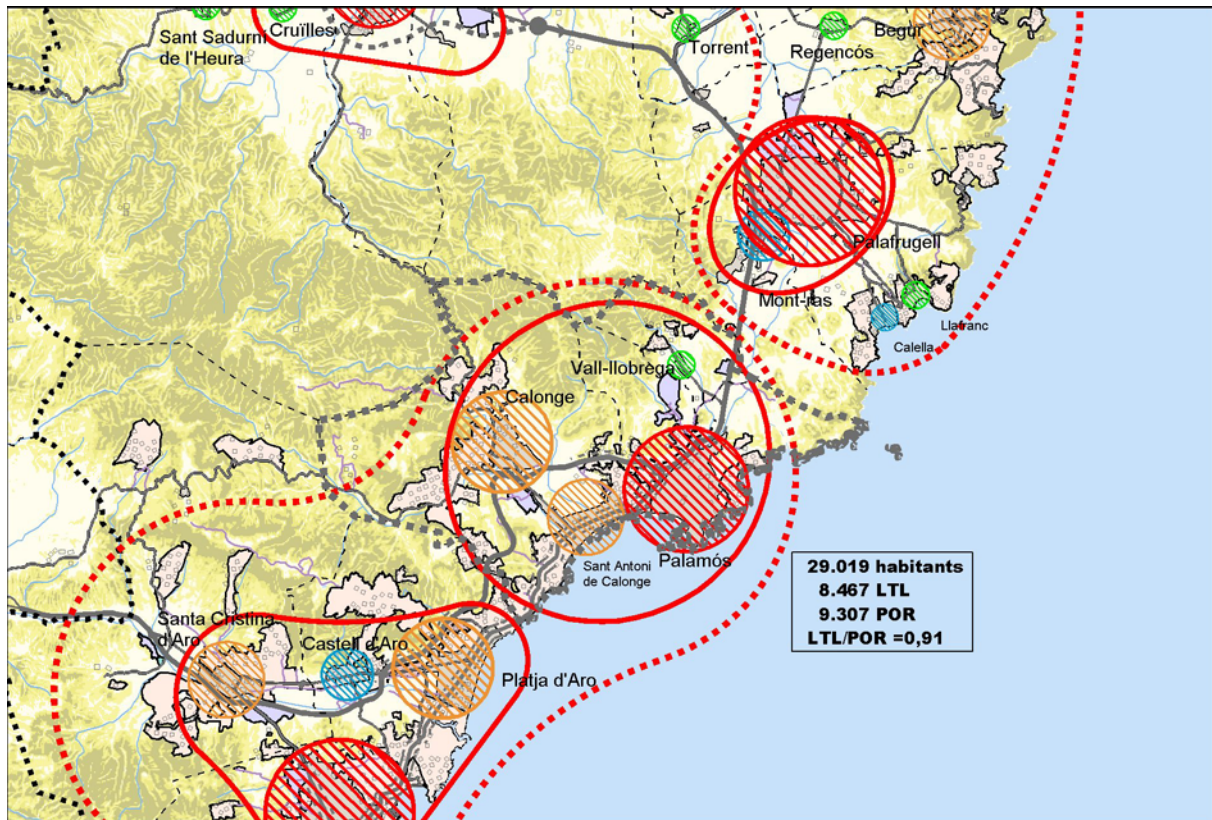 Sant Sadurní
de l'Heura
Cruïlles
Torrent
Regencós
Begur
Palafrugell
Mont-ras
Llafranc
Calella
Vall-llobrèga
Calonge
Sant Antoni
de Calonge
Palamós
29.019 habitants
8.467 LTL
9.307 POR
LTL/POR =0,91
Santa Cristina
d'Aro
Castell d'Aro
Platja d'Aro